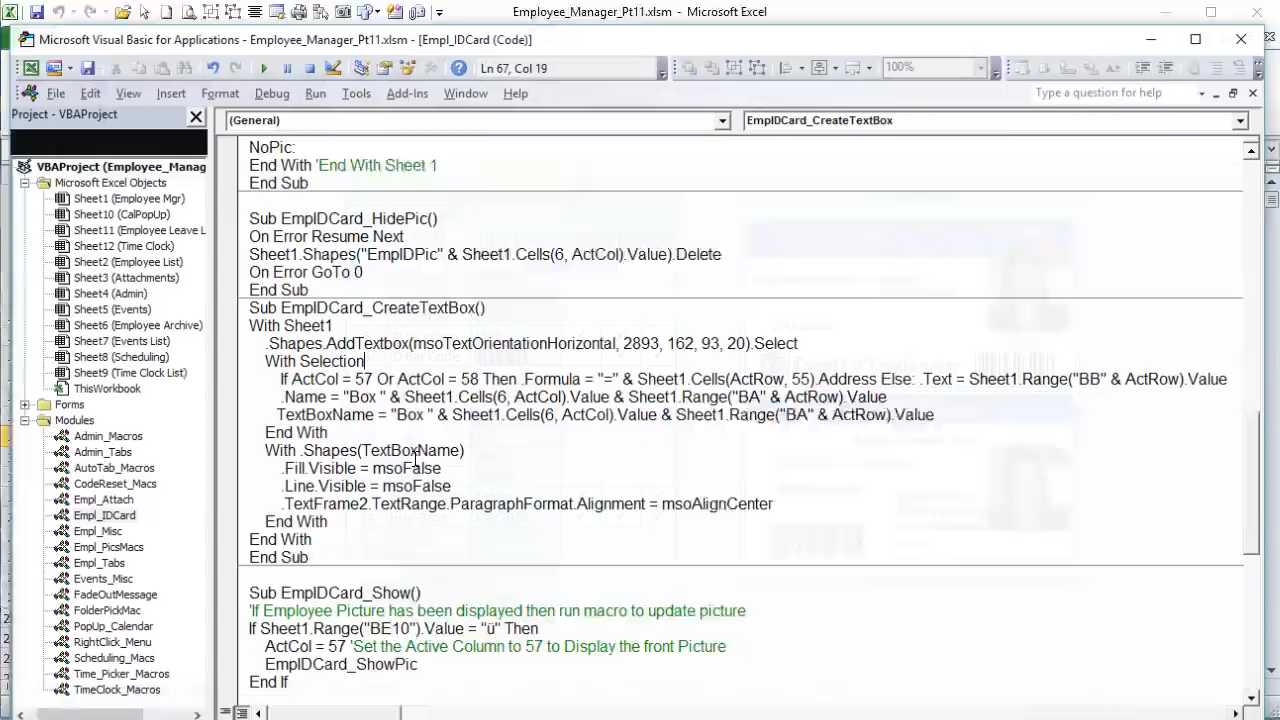 Employee_Manager_Pt11.xlsm - Microsoft Excel
Microsoft Visual Basic for Applications - Employee_Manager_Pt11.xlsm - [Empl_IDCard (Code)]
Ln 67, Col 19
100%
File Edit View Insert Format Debug Run Tools Add-Ins Window Help
Type a question for help
Project - VBAProject
(General)
EmplDCard_CreateTextBox
VBAProject (Employee_Manag
Microsoft Excel Objects
Sheet1 (Employee Mgr)
Sheet10 (CalPopUp)
Sheet11 (Employee Leave L
Sheet12 (Time Clock)
Sheet2 (Employee List)
Sheet3 (Attachments)
Sheet4 (Admin)
Sheet5 (Events)
Sheet6 (Employee Archive)
Sheet7 (Events List)
Sheet8 (Scheduling)
Sheet9 (Time Clock List)
ThisWorkbook
Forms
Modules
Admin_Macros
Admin_Tabs
AutoTab_Macros
CodeReset_Macs
Empl_Attach
Empl_IDCard
Empl_Misc
Empl_PicsMacs
Empl_Tabs
Events_Misc
FadeOutMessage
FolderPickMac
PopUp_Calendar
RightClick_Menu
Scheduling_Macs
Time_Picker_Macros
TimeClock_Macros
NoPic:
End With 'End With Sheet 1
End Sub
Sub EmpIDCard_HidePic()
On Error Resume Next
Sheet1.Shapes("EmpIDPic" & Sheet1.Cells(6, ActCol).Value).Delete
On Error GoTo 0
End Sub
Sub EmpIDCard_CreateTextBox()
With Sheet1
.Shapes.AddTextbox(msoTextOrientationHorizontal, 2893, 162, 93, 20).Select
With Selection
If ActCol = 57 Or ActCol = 58 Then .Formula = "=" & Sheet1.Cells(ActRow, 55).Address Else: .Text = Sheet1.Range("BB" & ActRow).Value
.Name = "Box " & Sheet1.Cells(6, ActCol).Value & Sheet1.Range("BA" & ActRow).Value
TextBoxName = "Box " & Sheet1.Cells(6, ActCol).Value & Sheet1.Range("BA" & ActRow).Value
End With
With .Shapes(TextBoxName)
.Fill.Visible = msoFalse
.Line.Visible = msoFalse
.TextFrame2.TextRange.ParagraphFormat.Alignment = msoAlignCenter
End With
End With
End Sub
Sub EmpIDCard_Show()
'If Employee Picture has been displayed then run macro to update picture
If Sheet1.Range("BE10").Value = "ü" Then
ActCol = 57 'Set the Active Column to 57 to Display the front Picture
EmpIDCard_ShowPic
End If